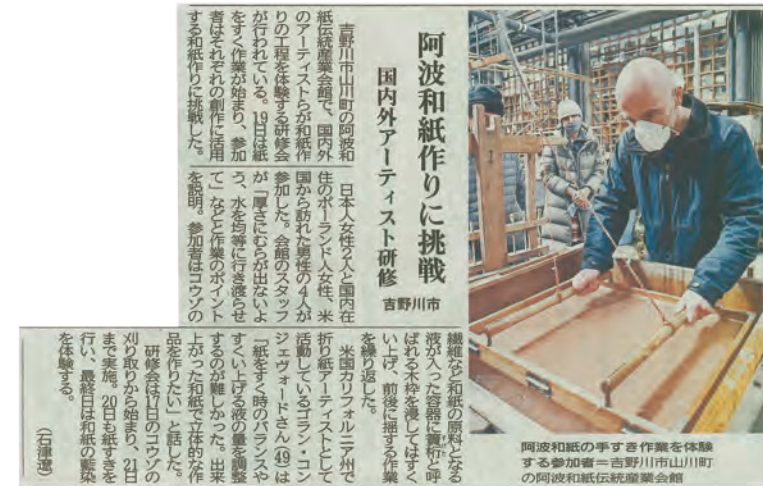 阿波和紙作りに挑戦
国内外アーティスト研修
吉野川市
吉野川市山川町の阿波和
紙伝統産業会館で、国内外
のアーティストらが和紙作
りの工程を体験する研修会
が行われている。19日は紙
をすく作業が始まり、参加
者はそれぞれの創作に活用
する和紙作りに挑戦した。
日本人女性2人と国内在
住のポーランド人女性、米
国から訪れた男性の4人が
参加した。会館のスタッフ
が「厚さにむらが出ないよ
う、水を均等に行き渡らせ
て」などと作業のポイント
を説明。参加者はコウゾの
繊維など和紙の原料となる
液が入った容器に簀桁と呼
ばれる木枠を浸してはすく
い上げ、前後に揺する作業
を繰り返した。
米国カリフォルニア州で
折り紙アーティストとして
活動しているゴラン・コン
ジェヴォードさん(49)は
「紙をすく時のバランスや
すくい上げる液の量を調整
するのが難しかった。出来
上がった和紙で立体的な作
品を作りたい」と話した。
研修会は17日のコウゾの
刈り取りから始まり、21日
まで実施。20日も紙すきを
行い、最終日は和紙の藍染
を体験する。
(石津遼)
阿波和紙の手すき作業を体験
する参加者=吉野川市山川町
の阿波和紙伝統産業会館